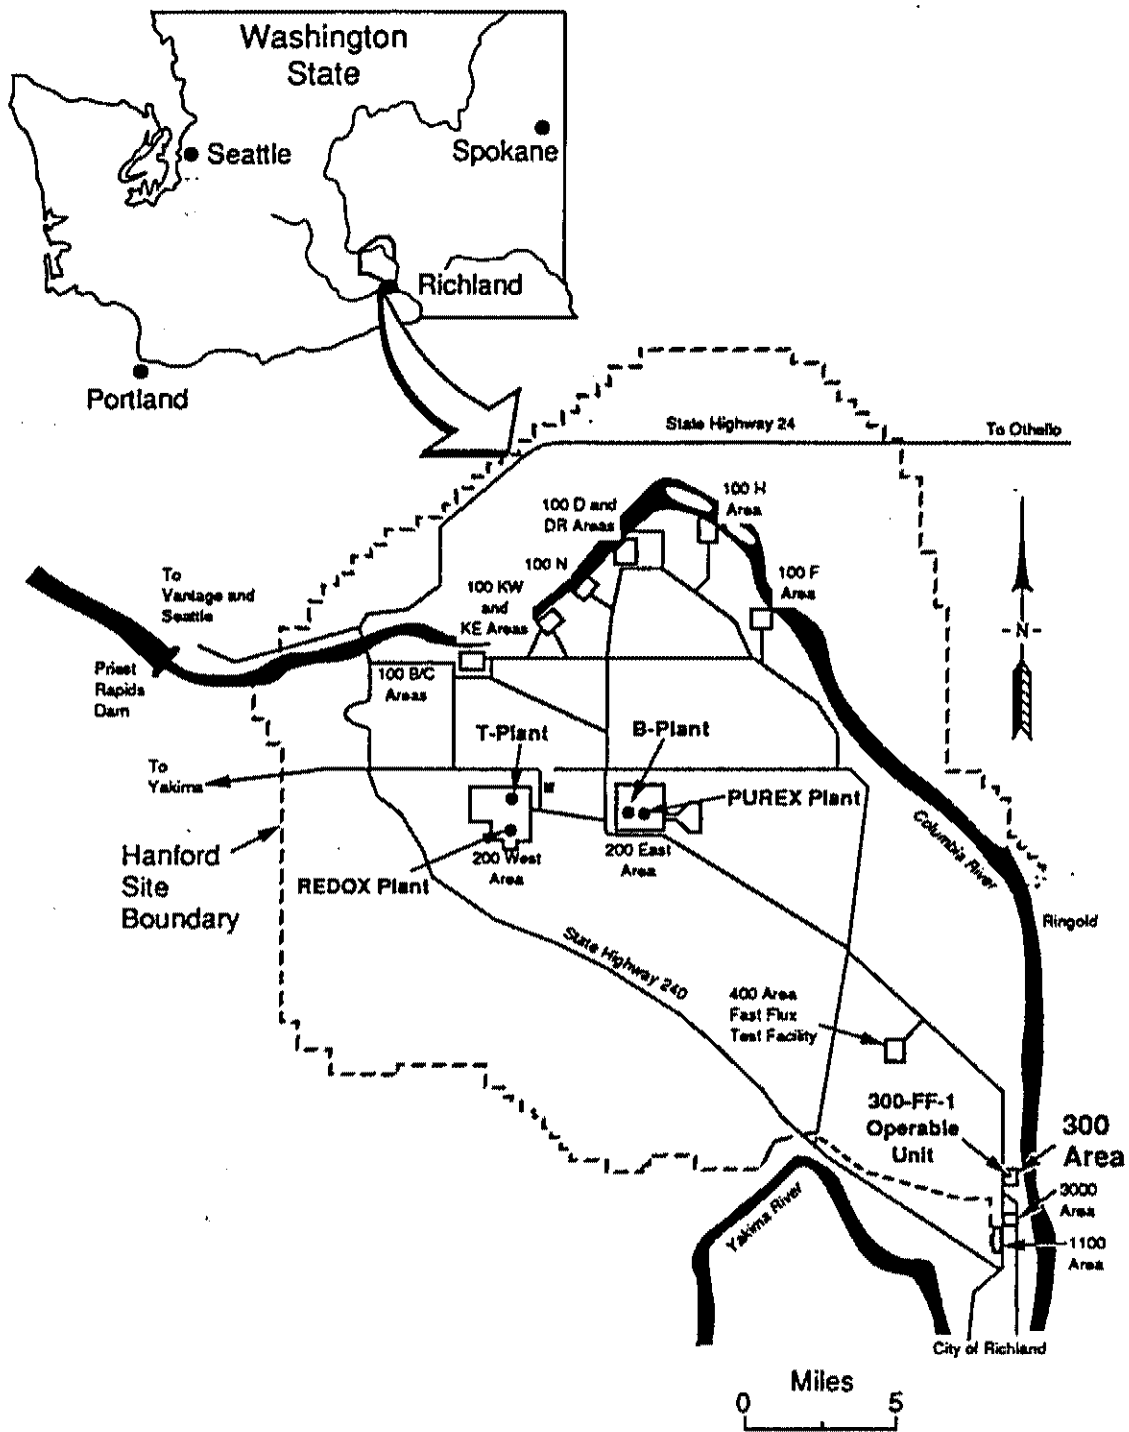 Washington
State
Seattle
Spokane
Richland
Portland
State Highway 24
To Othello
100 D and
DR Areas
100 H
Area
100 N
100 KW
and
KE Areas
100 F
Area
To
Vantage and
Seattle
Priest
Rapids
Dam
100 B/C
Areas
N
T-Plant
B-Plant
To
Yakima
PUREX Plant
Hanford
Site
Boundary
200 West
Area
200 East
Area
REDOX Plant
Columbia River
Ringold
State Highway 240
400 Area
Fast Flux
Test Facility
300-FF-1
Operable
Unit
300
Area
3000
Area
1100
Area
Yakima River
City of Richland
Miles
0 5